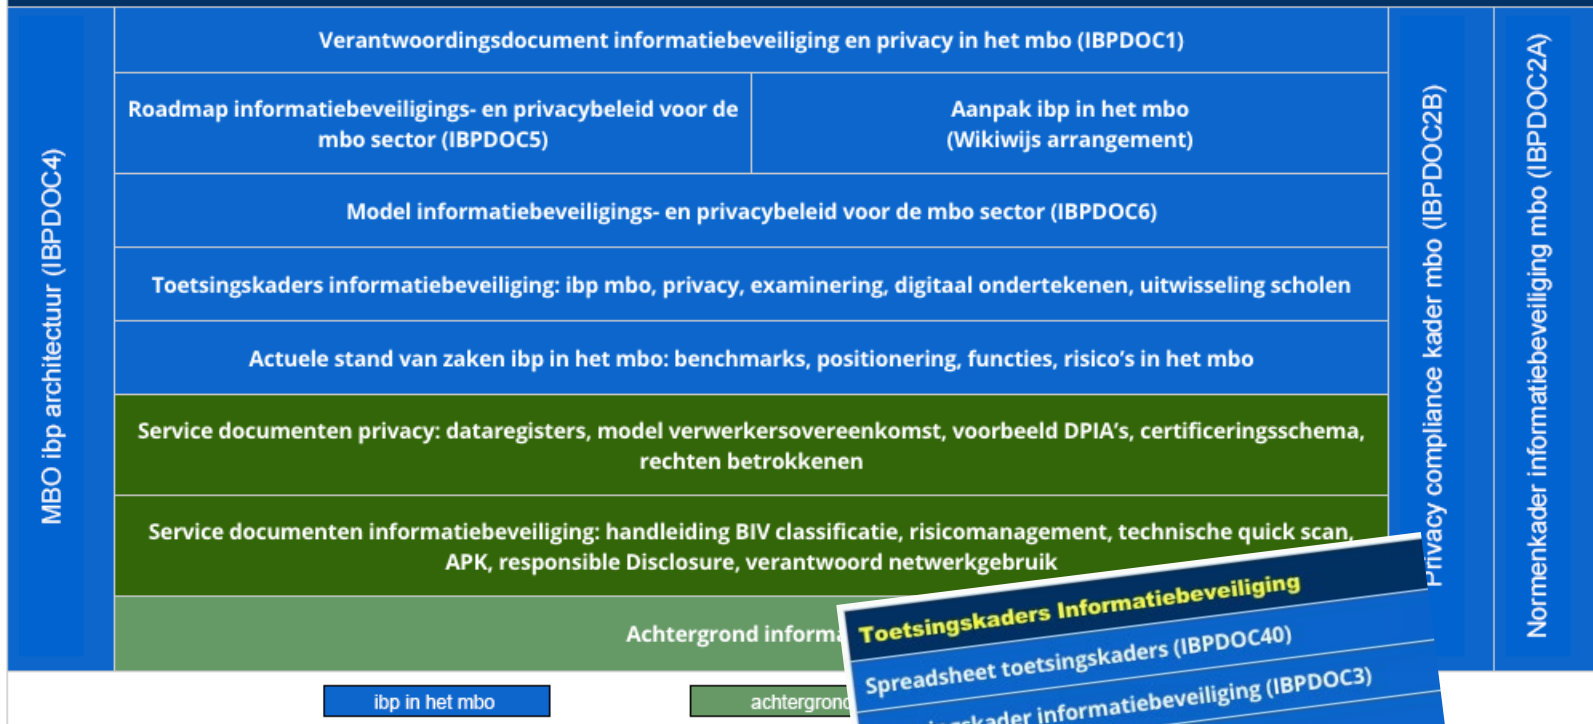 MBO ibp architectuur (IBPDOC4)
Verantwoordingsdocument informatiebeveiliging en privacy in het mbo (IBPDOC1)
Roadmap informatiebeveiligings- en privacybeleid voor de
mbo sector (IBPDOC5)
Aanpak ibp in het mbo
(Wikiwijs arrangement)
Model informatiebeveiligings- en privacybeleid voor de mbo sector (IBPDOC6)
Toetsingskaders informatiebeveiliging: ibp mbo, privacy, examinering, digitaal ondertekenen, uitwisseling scholen
Actuele stand van zaken ibp in het mbo: benchmarks, positionering, functies, risico's in het mbo
Service documenten privacy: dataregisters, model verwerkersovereenkomst, voorbeeld DPIA's, certificeringsschema,
rechten betrokkenen
Service documenten informatiebeveiliging: handleiding BIV classificatie, risicomanagement, technische quick scan,
APK, responsible Disclosure, verantwoord netwerkgebruik
Achtergrond
Privacy compliance kader mbo (IBPDOC2B)
Normenkader informatiebeveiliging mbo (IBPDOC2A)
Toetsingskaders Informatiebeveiliging
Spreadsheet toetsingskaders (IBPDOC40)
informatiebeveiliging (IBPDOC3)
ibp in het mbo
achtergrond